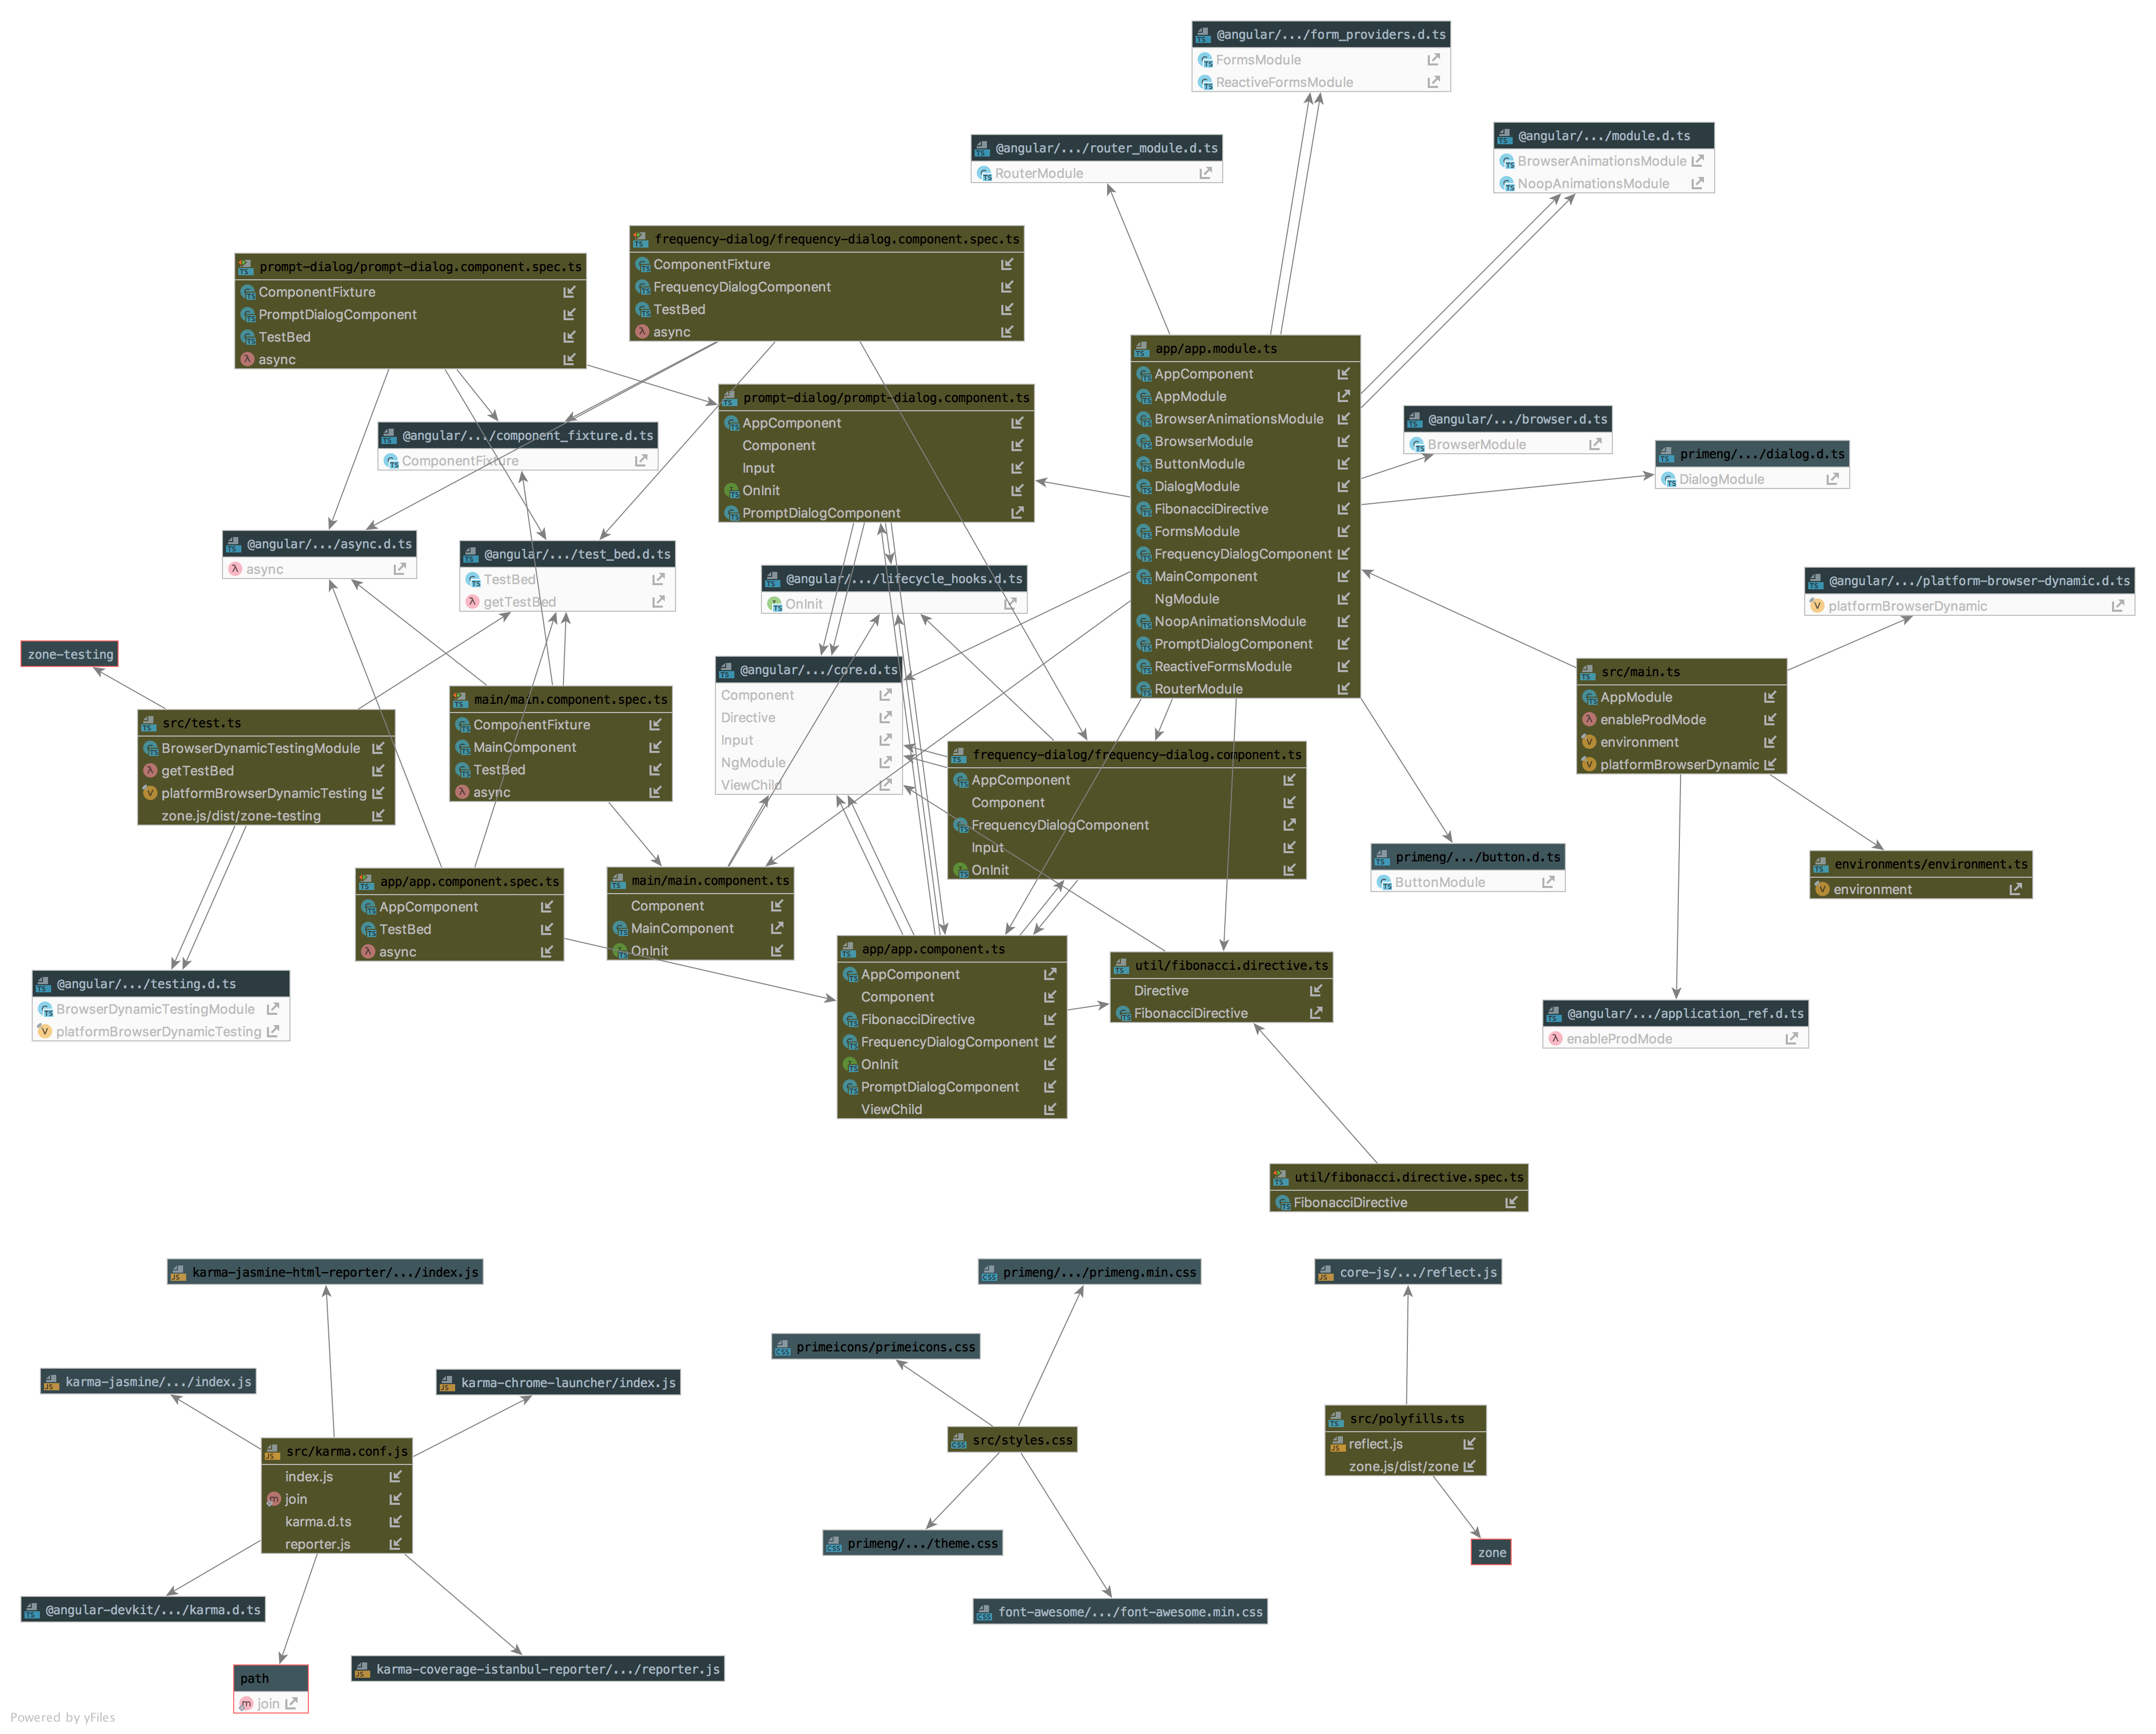 @angular/.../form_providers.d.ts
FormsModule
ReactiveFormsModule
@angular/.../module.d.ts
BrowserAnimationsModule
NoopAnimationsModule
@angular/.../router_module.d.ts
RouterModule
frequency-dialog/frequency-dialog.component.spec.ts
ComponentFixture
FrequencyDialogComponent
TestBed
async
prompt-dialog/prompt-dialog.component.spec.ts
ComponentFixture
PromptDialogComponent
TestBed
async
app/app.module.ts
AppComponent
AppModule
BrowserAnimationsModule
BrowserModule
ButtonModule
DialogModule
FibonacciDirective
FormsModule
FrequencyDialogComponent
MainComponent
NgModule
NoopAnimationsModule
PromptDialogComponent
ReactiveFormsModule
RouterModule
prompt-dialog/prompt-dialog.component.ts
AppComponent
Component
Input
OnInit
PromptDialogComponent
@angular/.../browser.d.ts
BrowserModule
@angular/.../component_fixture.d.ts
ComponentFixture
primeng/.../dialog.d.ts
DialogModule
@angular/.../async.d.ts
async
@angular/.../test_bed.d.ts
TestBed
getTestBed
@angular/.../lifecycle_hooks.d.ts
OnInit
@angular/.../platform-browser-dynamic.d.ts
platformBrowserDynamic
zone-testing
@angular/.../core.d.ts
Component
Directive
Input
NgModule
ViewChild
src/main.ts
AppModule
enableProdMode
environment
platformBrowserDynamic
main/main.component.spec.ts
ComponentFixture
MainComponent
TestBed
async
src/test.ts
BrowserDynamicTestingModule
getTestBed
platformBrowserDynamicTesting
zone.js/dist/zone-testing
frequency-dialog/frequency-dialog.component.ts
AppComponent
Component
FrequencyDialogComponent
Input
OnInit
primeng/.../button.d.ts
ButtonModule
environments/environment.ts
environment
app/app.component.spec.ts
AppComponent
TestBed
async
main/main.component.ts
Component
MainComponent
OnInit
app/app.component.ts
AppComponent
Component
FibonacciDirective
FrequencyDialogComponent
OnInit
PromptDialogComponent
ViewChild
util/fibonacci.directive.ts
Directive
FibonacciDirective
@angular/.../testing.d.ts
BrowserDynamicTestingModule
platformBrowserDynamicTesting
@angular/.../application_ref.d.ts
enableProdMode
util/fibonacci.directive.spec.ts
FibonacciDirective
karma-jasmine-html-reporter/.../index.js
primeng/.../primeng.min.css
core-js/.../reflect.js
primeicons/primeicons.css
karma-jasmine/.../index.js
karma-chrome-launcher/index.js
src/polyfills.ts
reflect.js
zone.js/dist/zone
src/styles.css
src/karma.conf.js
index.js
join
karma.d.ts
reporter.js
primeng/.../theme.css
zone
@angular-devkit/.../karma.d.ts
font-awesome/.../font-awesome.min.css
karma-coverage-istanbul-reporter/.../reporter.js
path
join
Powered by yFiles